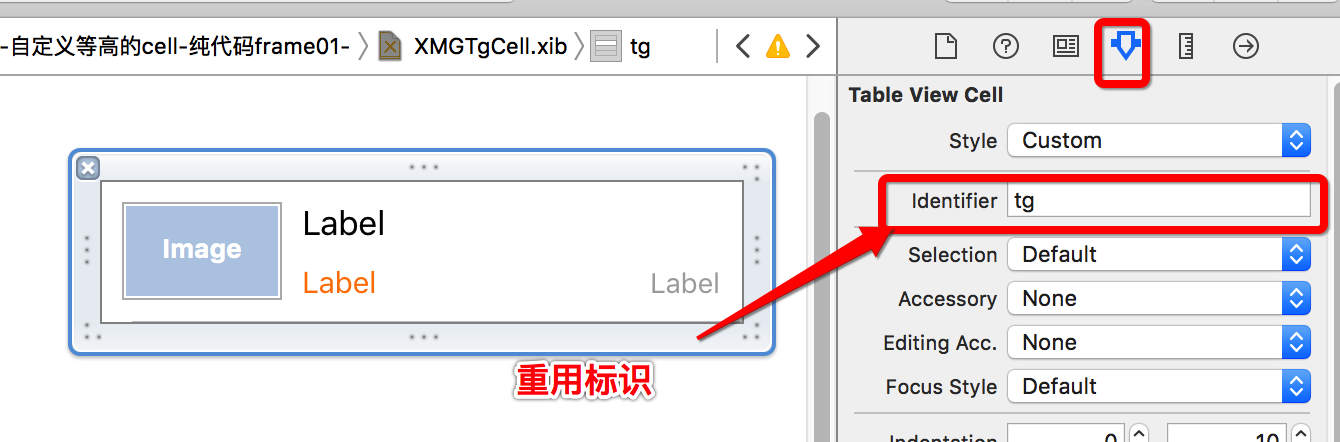 -自定义等高的cell-纯代码frame01- XMGTgCell.xib tg
Table View Cell
Style Custom
Identifier tg
Selection Default
Accessory None
Editing Acc. None
Focus Style Default
Indentation 0 10
Image
Label
Label
Label
重用标识